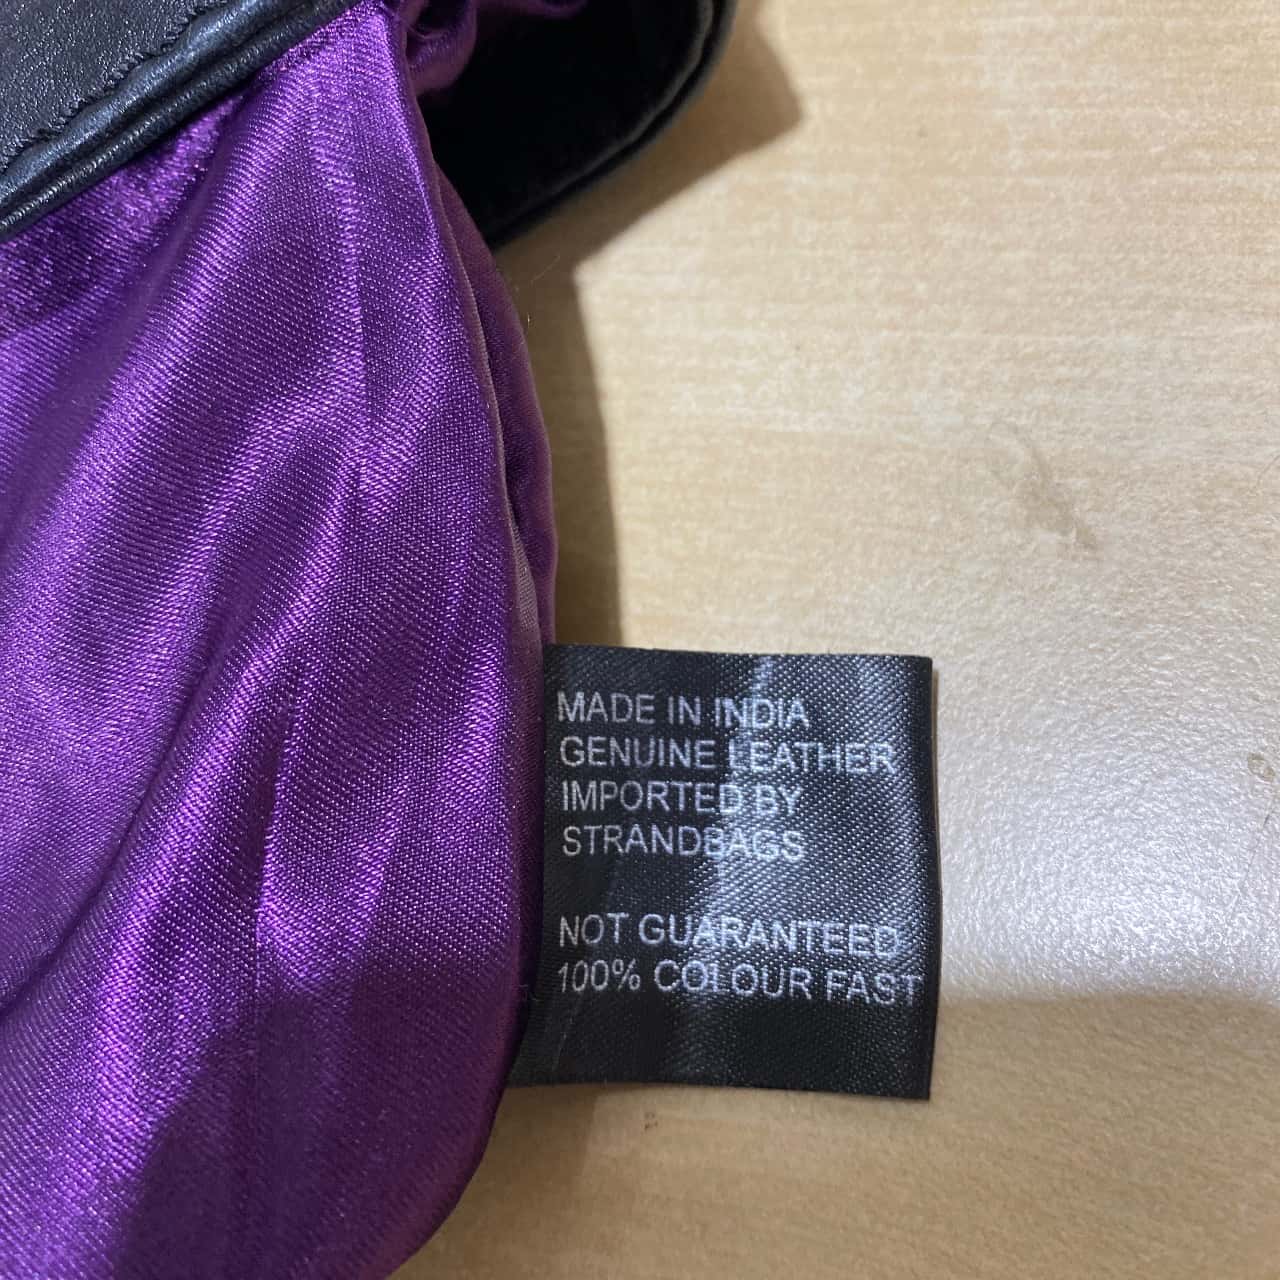 MADE IN INDIA
GENUINE LEATHER
IMPORTED BY
STRANDBAGS
NOT GUARANTEED
100% COLOUR FAST